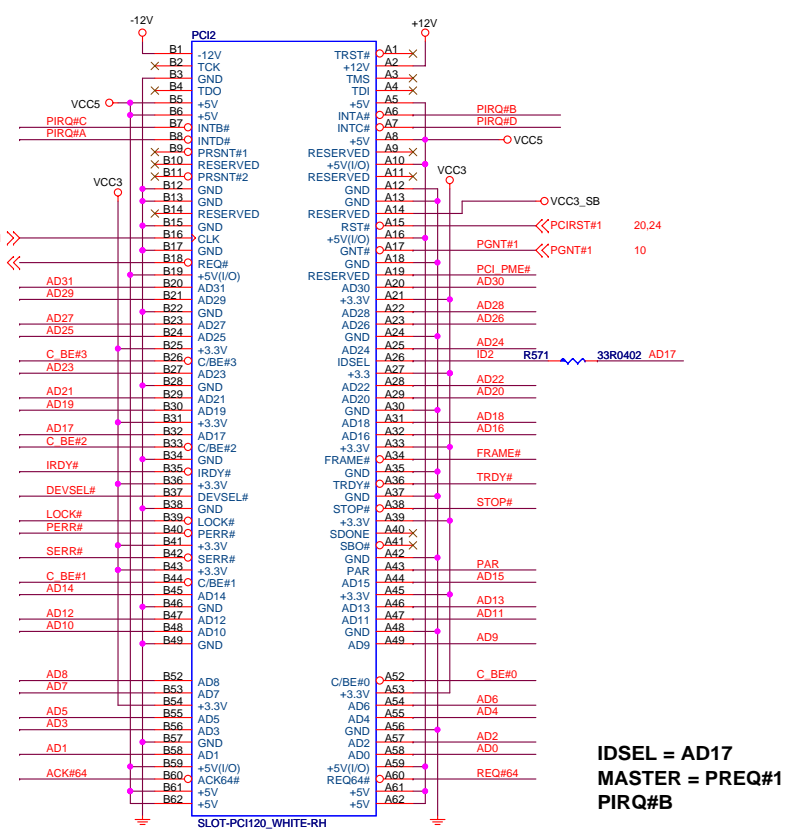 -12V +12V
PCI2
B1 -12V TRST# A1
B2 TCK +12V A2
B3 GND TMS A3
B4 TDO TDI A4
VCC5 B5 +5V +5V A5
B6 +5V INTA# A6 PIRQ#B
PIRQ#C B7 INTB# INTC# A7 PIRQ#D
PIRQ#A B8 INTD# +5V A8 VCC5
B9 PRSNT#1 RESERVED A9
B10 RESERVED +5V(I/O) A10
B11 PRSNT#2 RESERVED A11 VCC3
VCC3 B12 GND GND A12
B13 GND GND A13 VCC3_SB
B14 RESERVED RESERVED A14
B15 GND RST# A15 PCIRST#1 20,24
B16 CLK +5V(I/O) A16
B17 GND GNT# A17 PGNT#1 PGNT#1 10
B18 REQ# GND A18
B19 +5V(I/O) RESERVED A19 PCI_PME#
AD31 B20 AD31 AD30 A20 AD30
AD29 B21 AD29 +3.3V A21
B22 GND AD28 A22 AD28
AD27 B23 AD27 AD26 A23 AD26
AD25 B24 AD25 GND A24
B25 +3.3V AD24 A25 AD24
C_BE#3 B26 C/BE#3 IDSEL A26 ID2 R571 33R0402 AD17
AD23 B27 AD23 +3.3 A27
B28 GND AD22 A28 AD22
AD21 B29 AD21 AD20 A29 AD20
AD19 B30 AD19 GND A30
B31 +3.3V AD18 A31 AD18
AD17 B32 AD17 AD16 A32 AD16
C_BE#2 B33 C/BE#2 +3.3V A33
B34 GND FRAME# A34 FRAME#
IRDY# B35 IRDY# GND A35
B36 +3.3V TRDY# A36 TRDY#
DEVSEL# B37 DEVSEL# GND A37
B38 GND STOP# A38 STOP#
LOCK# B39 LOCK# +3.3V A39
PERR# B40 PERR# SDONE A40
B41 +3.3V SBO# A41
SERR# B42 SERR# GND A42
B43 +3.3V PAR A43 PAR
C_BE#1 B44 C/BE#1 AD15 A44 AD15
AD14 B45 AD14 +3.3V A45
B46 GND AD13 A46 AD13
AD12 B47 AD12 AD11 A47 AD11
AD10 B48 AD10 GND A48
B49 GND AD9 A49 AD9
AD8 B52 AD8 C/BE#0 A52 C_BE#0
AD7 B53 AD7 +3.3V A53
B54 +3.3V AD6 A54 AD6
AD5 B55 AD5 AD4 A55 AD4
AD3 B56 AD3 GND A56
B57 GND AD2 A57 AD2
AD1 B58 AD1 AD0 A58 AD0
B59 +5V(I/O) +5V(I/O) A59
ACK#64 B60 ACK64# REQ64# A60 REQ#64
B61 +5V +5V A61
B62 +5V +5V A62
SLOT-PCI120_WHITE-RH
IDSEL = AD17
MASTER = PREQ#1
PIRQ#B